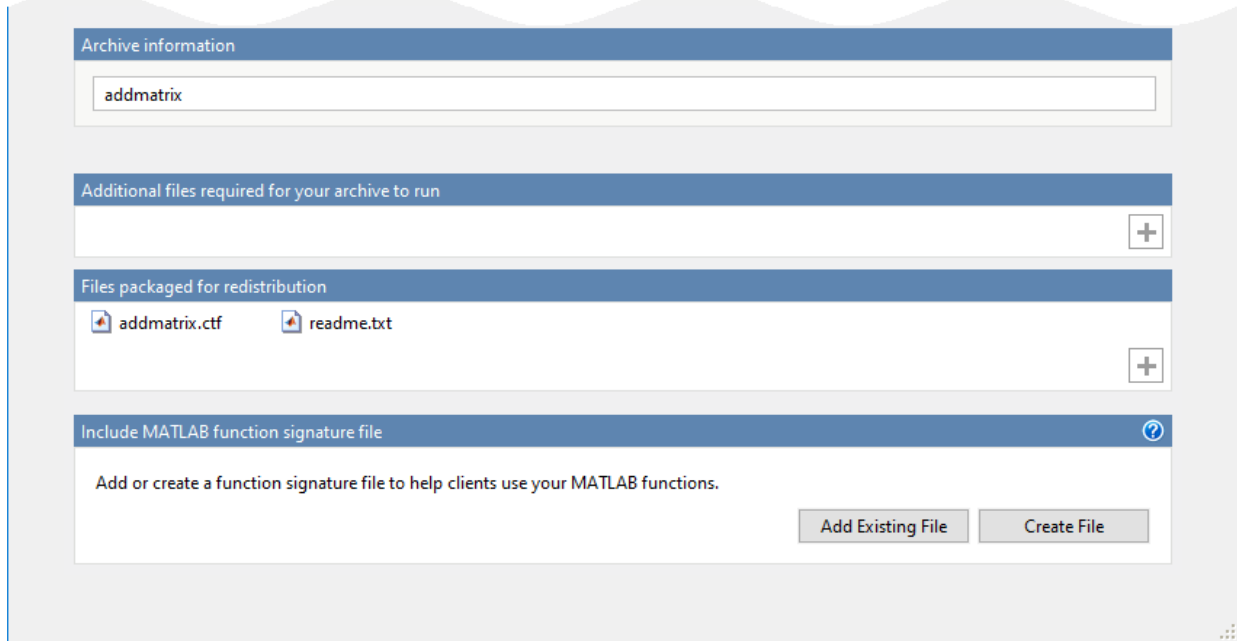 Archive information
addmatrix
Additional files required for your archive to run
Files packaged for redistribution
addmatrix.ctf readme.txt
Include MATLAB function signature file
Add or create a function signature file to help clients use your MATLAB functions.
Add Existing File Create File